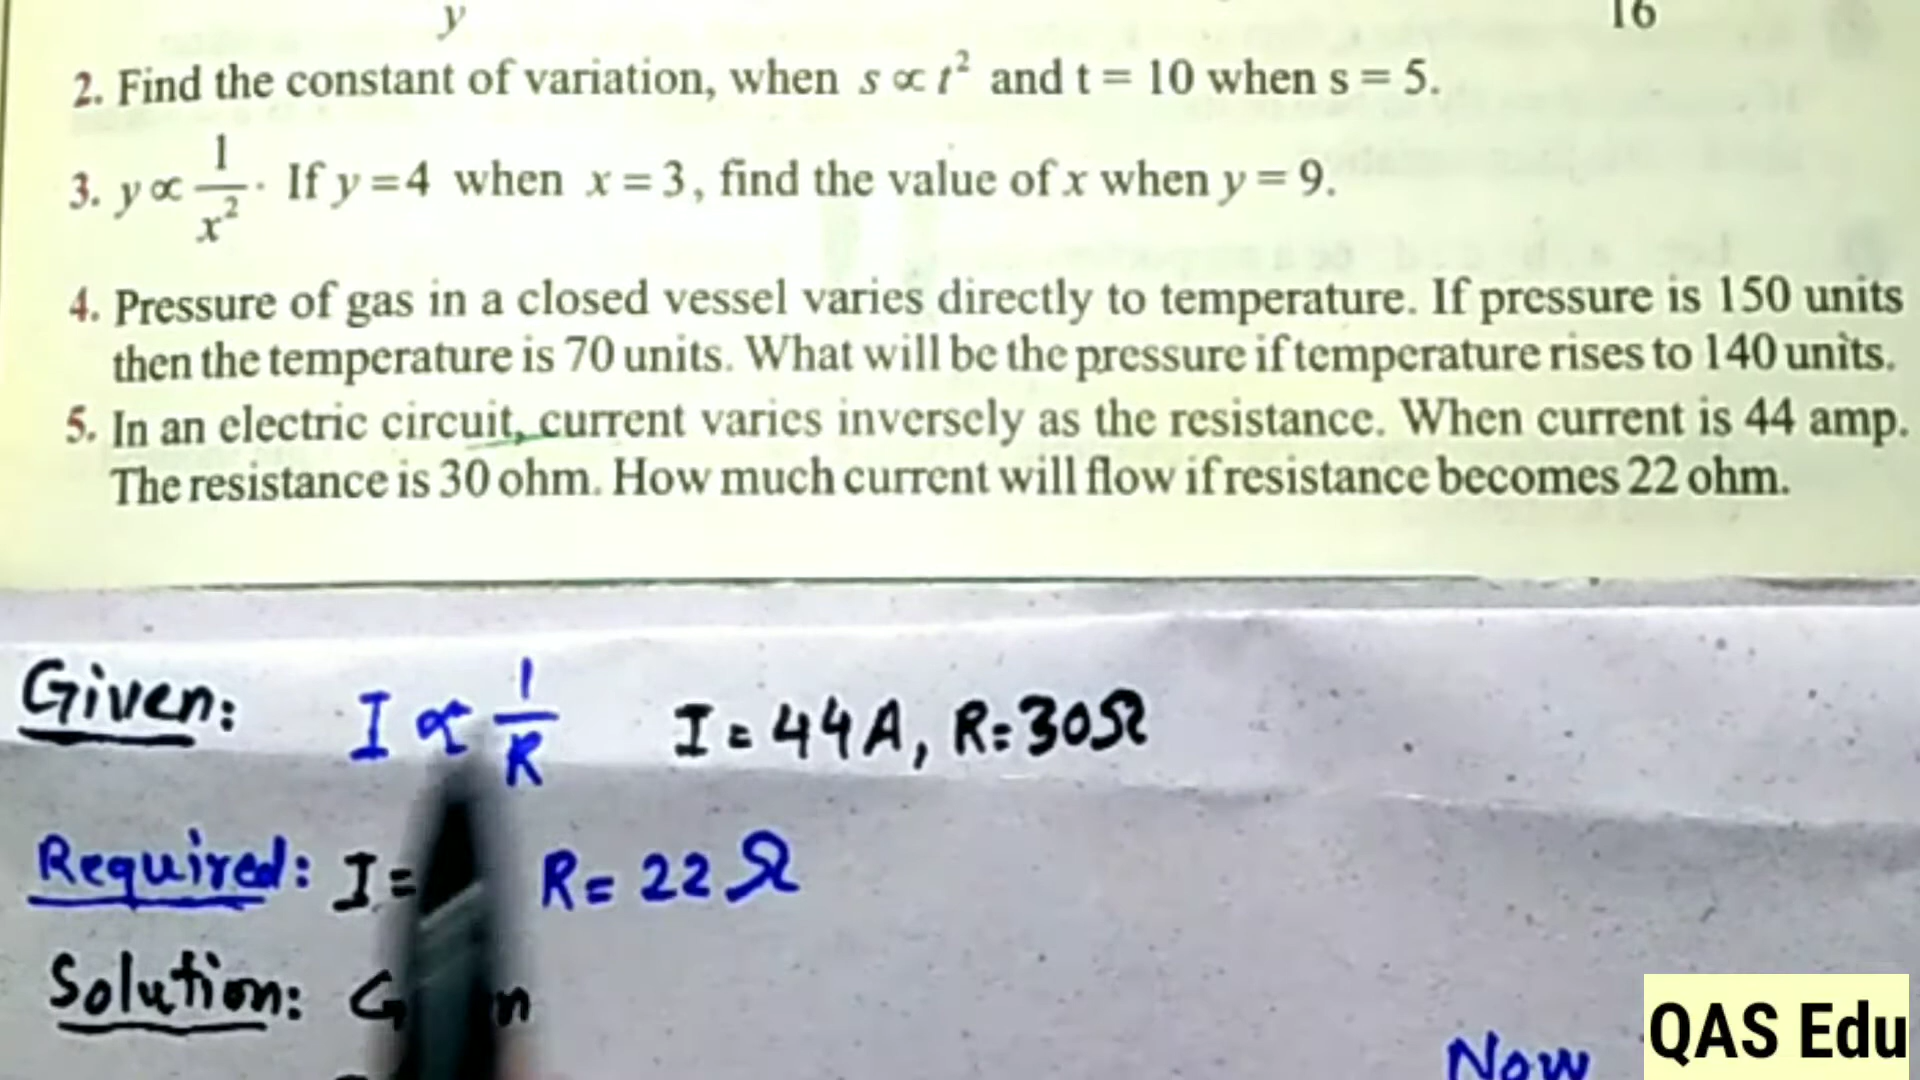 y 16
2. Find the constant of variation, when s ∝ t² and t = 10 when s = 5.
3. y ∝ 1/x². If y = 4 when x = 3, find the value of x when y = 9.
4. Pressure of gas in a closed vessel varies directly to temperature. If pressure is 150 units
then the temperature is 70 units. What will be the pressure if temperature rises to 140 units.
5. In an electric circuit, current varies inversely as the resistance. When current is 44 amp.
The resistance is 30 ohm. How much current will flow if resistance becomes 22 ohm.
Given: I ∝ 1/R I = 44A, R = 30Ω
Required: I = R = 22Ω
Solution:
Now
QAS Edu